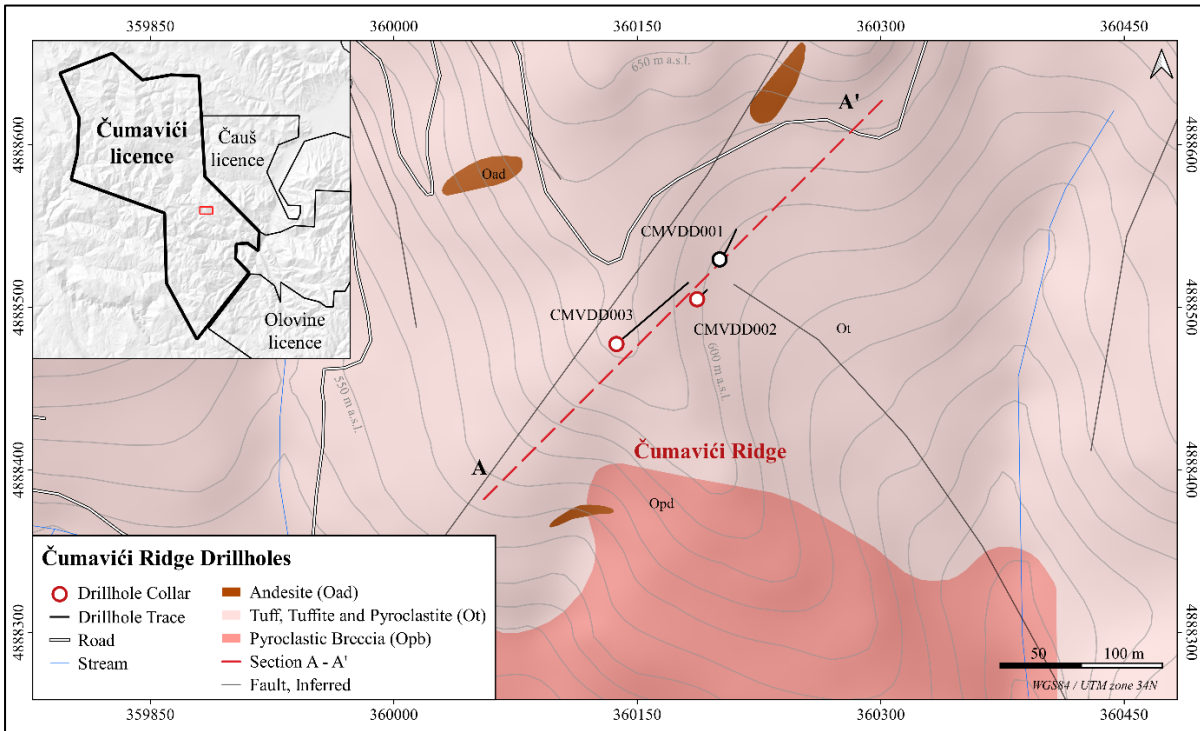 359850
360000
360150
360300
360450
4888600
4888500
4888400
4888300
4888600
4888500
4888400
4888300
Čumavići
licence
Čauš
licence
Olovine
licence
650 m a.s.l.
A'
Oad
CMVDD001
CMVDD003
CMVDD002
Ot
550 m a.s.l.
600 m a.s.l.
Čumavići Ridge
A
Opd
Čumavići Ridge Drillholes
Drillhole Collar
Drillhole Trace
Road
Stream
Andesite (Oad)
Tuff, Tuffite and Pyroclastite (Ot)
Pyroclastic Breccia (Opb)
Section A - A'
Fault, Inferred
50
100 m
WGS84 / UTM zone 34N
359850
360000
360150
360300
360450